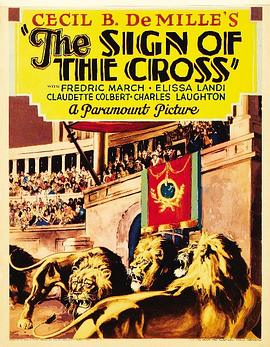 CECIL B. DeMILLE'S
"The SIGN OF
THE CROSS"
WITH FREDRIC MARCH · ELISSA LANDI
CLAUDETTE COLBERT · CHARLES LAUGHTON
a Paramount Picture